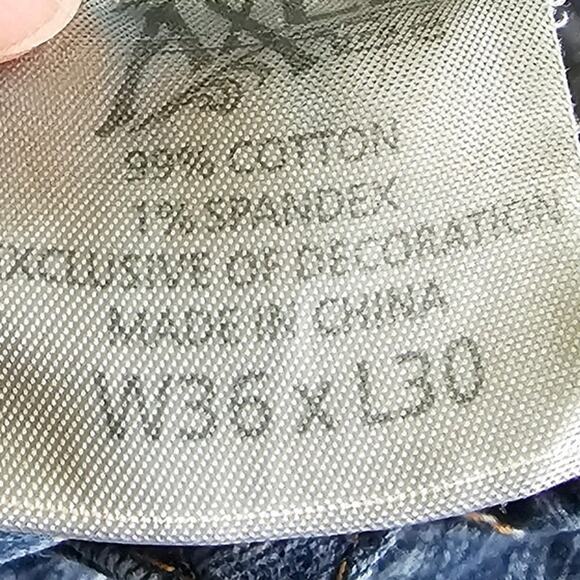 99% COTTON
1% SPANDEX
EXCLUSIVE OF DECORATION
MADE IN CHINA
W36 x L30